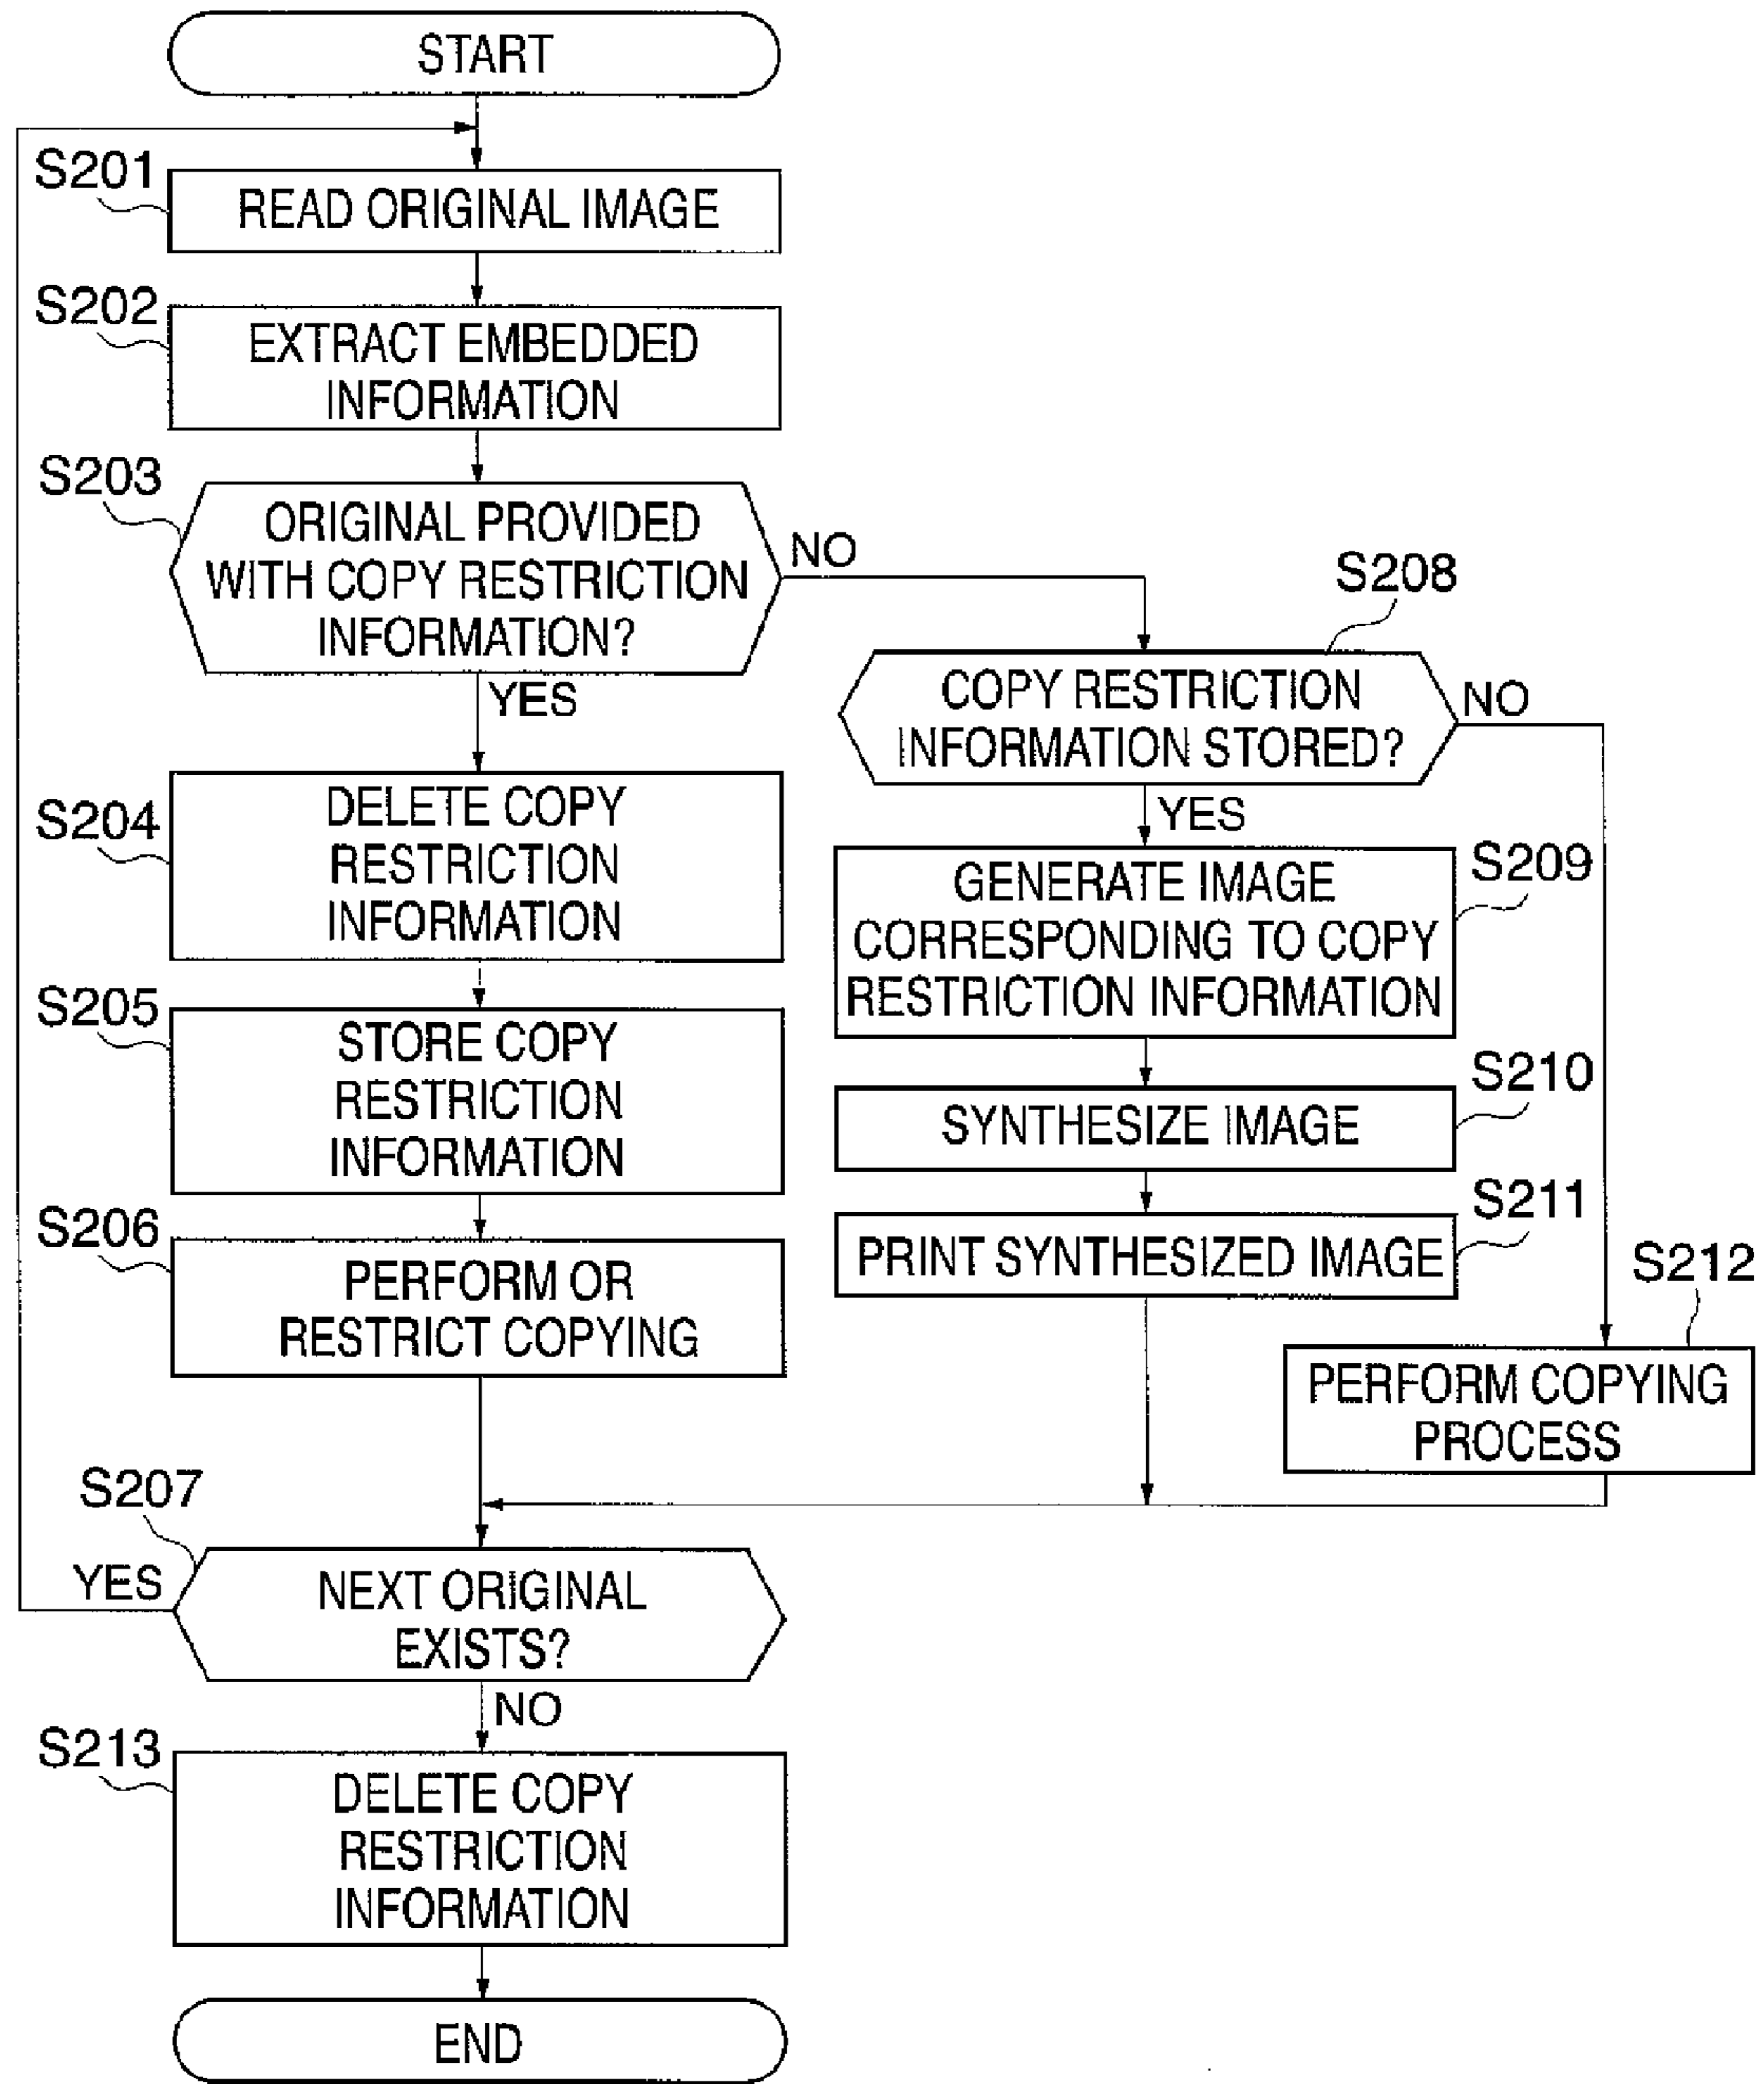 START
S201
READ ORIGINAL IMAGE
S202
EXTRACT EMBEDDED
INFORMATION
S203
ORIGINAL PROVIDED
WITH COPY RESTRICTION
INFORMATION?
NO
YES
S208
COPY RESTRICTION
INFORMATION STORED?
NO
YES
S204
DELETE COPY
RESTRICTION
INFORMATION
S209
GENERATE IMAGE
CORRESPONDING TO COPY
RESTRICTION INFORMATION
S205
STORE COPY
RESTRICTION
INFORMATION
S210
SYNTHESIZE IMAGE
S206
PERFORM OR
RESTRICT COPYING
S211
PRINT SYNTHESIZED IMAGE
S212
PERFORM COPYING
PROCESS
S207
YES
NEXT ORIGINAL
EXISTS?
NO
S213
DELETE COPY
RESTRICTION
INFORMATION
END